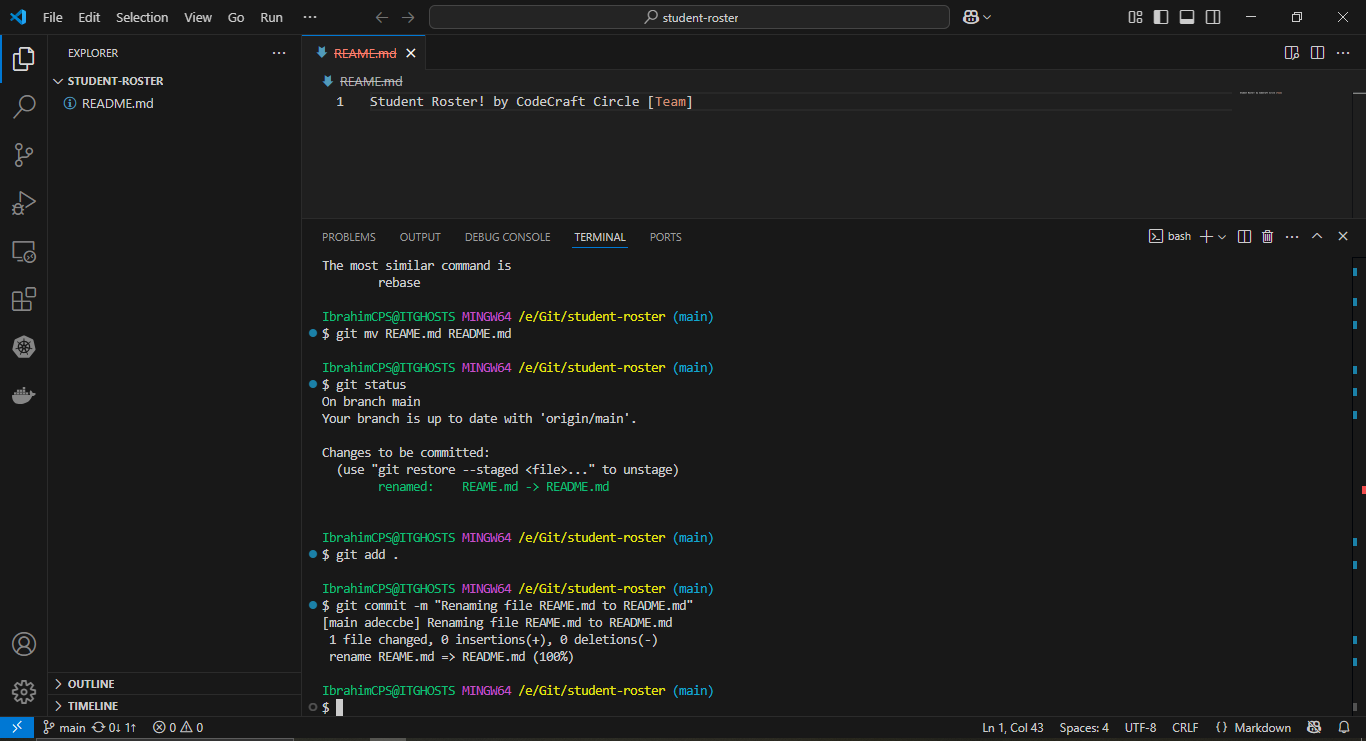 File Edit Selection View Go Run ···
student-roster
EXPLORER ···
STUDENT-ROSTER
README.md
OUTLINE
TIMELINE
REAME.md
REAME.md
1 Student Roster! by CodeCraft Circle [Team]
PROBLEMS OUTPUT DEBUG CONSOLE TERMINAL PORTS
bash
The most similar command is
rebase
IbrahimCPS@ITGHOSTS MINGW64 /e/Git/student-roster (main)
$ git mv REAME.md README.md
IbrahimCPS@ITGHOSTS MINGW64 /e/Git/student-roster (main)
$ git status
On branch main
Your branch is up to date with 'origin/main'.
Changes to be committed:
(use "git restore --staged <file>..." to unstage)
renamed: REAME.md -> README.md
IbrahimCPS@ITGHOSTS MINGW64 /e/Git/student-roster (main)
$ git add .
IbrahimCPS@ITGHOSTS MINGW64 /e/Git/student-roster (main)
$ git commit -m "Renaming file REAME.md to README.md"
[main adeccbe] Renaming file REAME.md to README.md
1 file changed, 0 insertions(+), 0 deletions(-)
rename REAME.md => README.md (100%)
IbrahimCPS@ITGHOSTS MINGW64 /e/Git/student-roster (main)
$
main 0↓ 1↑ 0 0 Ln 1, Col 43 Spaces: 4 UTF-8 CRLF {} Markdown